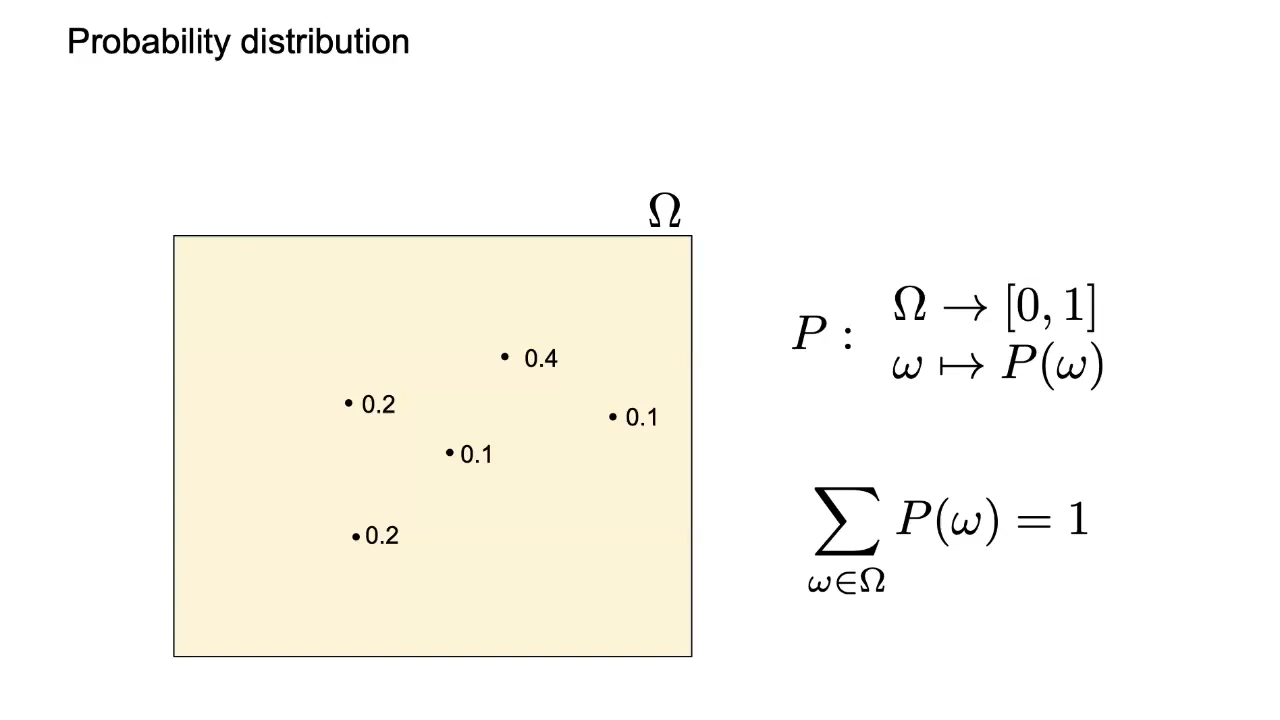 Probability distribution
Ω
0.4
0.2
0.1
0.1
0.2
P : Ω → [0, 1]
ω ↦ P(ω)
∑ P(ω) = 1
ω∈Ω